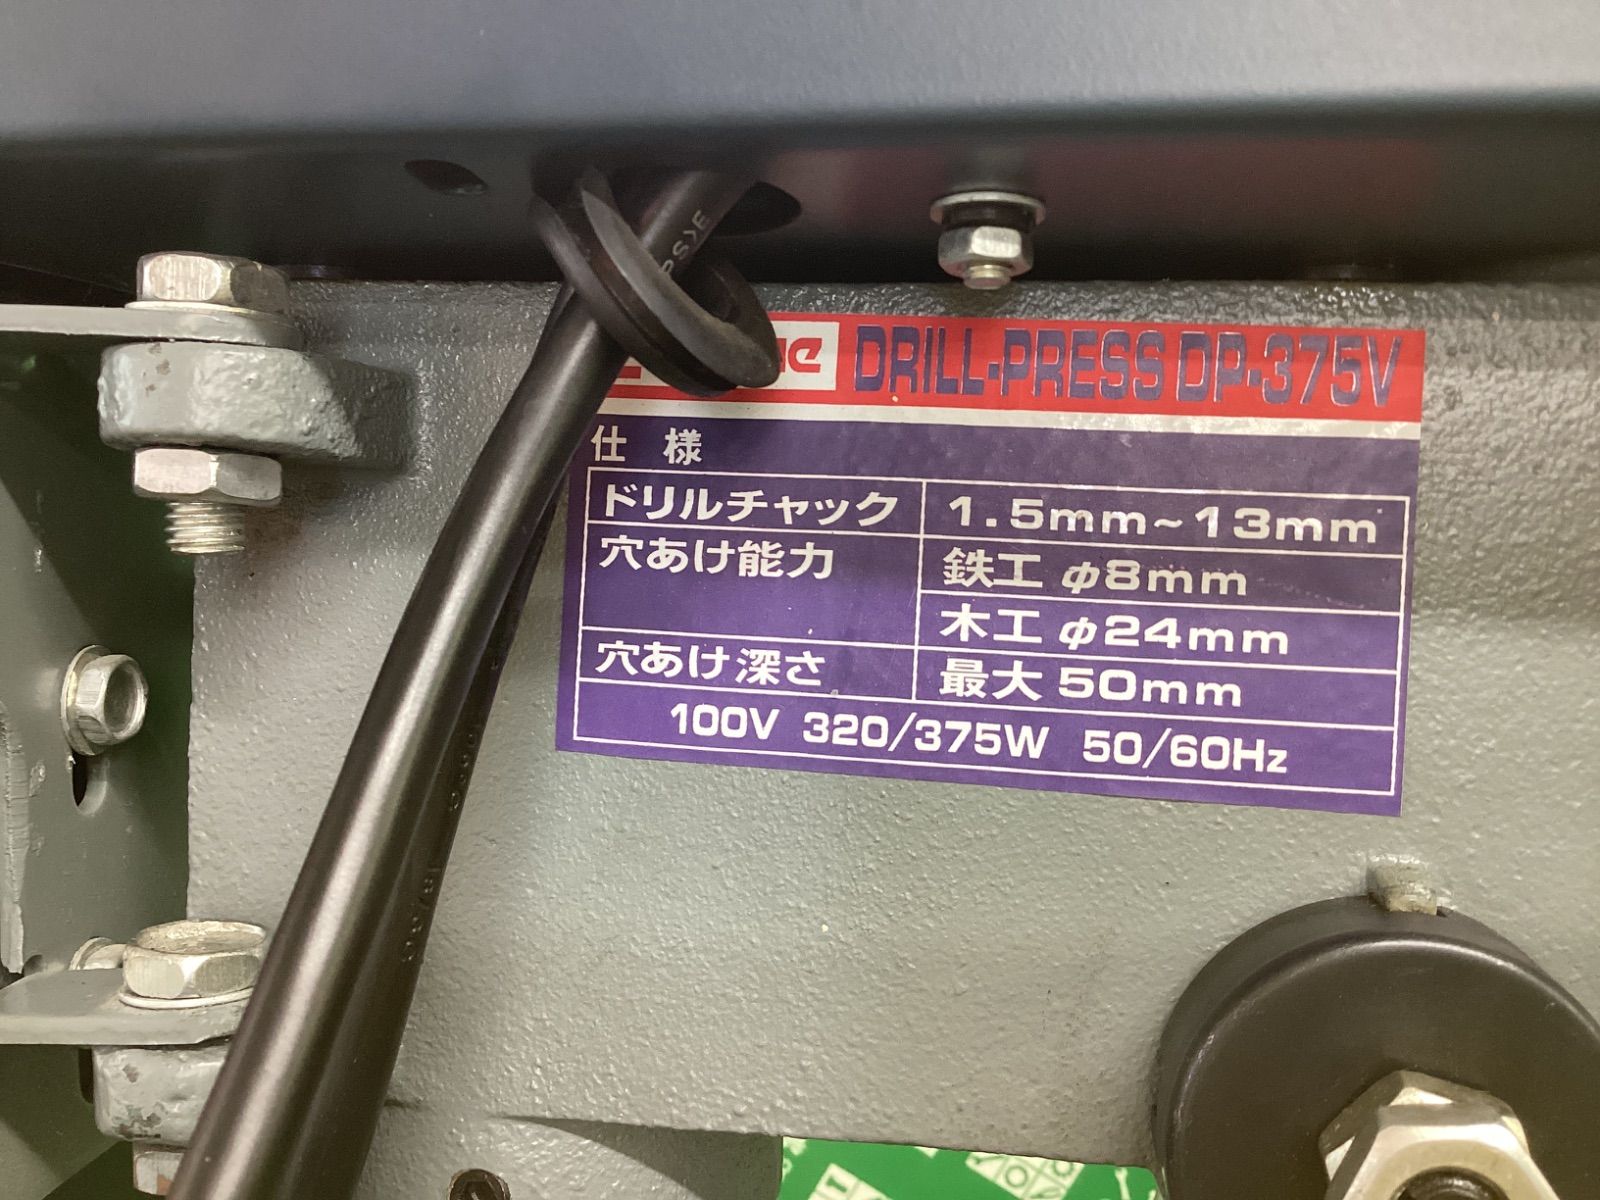 DRILL-PRESS DP-375V
仕 様
ドリルチャック 1.5mm~13mm
穴あけ能力 鉄工 φ8mm
木工 φ24mm
穴あけ深さ 最大 50mm
100V 320/375W 50/60Hz